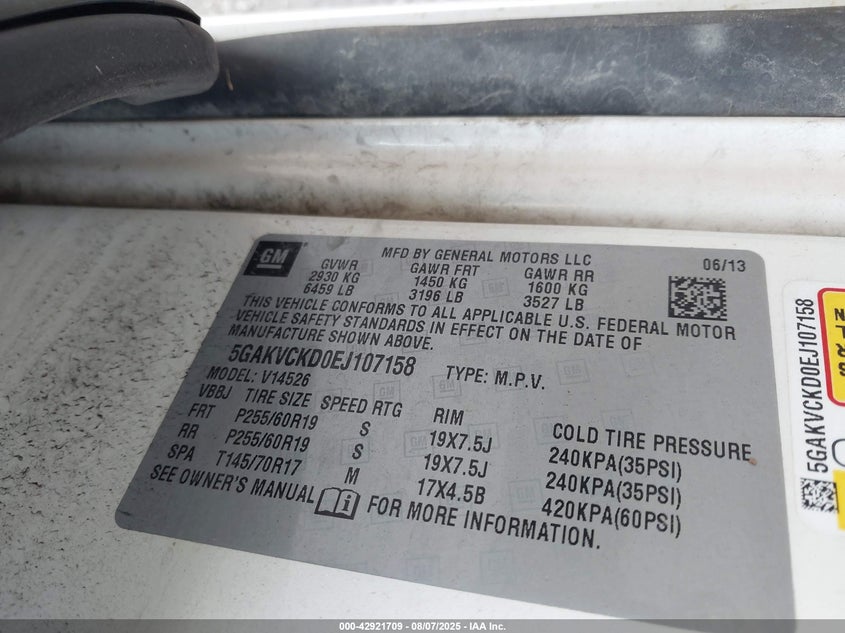 GM
MFD BY GENERAL MOTORS LLC
06/13
GVWR GAWR FRT GAWR RR
2930 KG 1450 KG 1600 KG
6459 LB 3196 LB 3527 LB
THIS VEHICLE CONFORMS TO ALL APPLICABLE U.S. FEDERAL MOTOR
VEHICLE SAFETY STANDARDS IN EFFECT ON THE DATE OF
MANUFACTURE SHOWN ABOVE.
5GAKVCKD0EJ107158 TYPE: M.P.V.
MODEL: V14526
VBBJ TIRE SIZE SPEED RTG RIM COLD TIRE PRESSURE
FRT P255/60R19 S 19X7.5J 240KPA(35PSI)
RR P255/60R19 S 19X7.5J 240KPA(35PSI)
SPA T145/70R17 M 17X4.5B 420KPA(60PSI)
SEE OWNER'S MANUAL FOR MORE INFORMATION.
5GAKVCKD0EJ107158
000-42921709 - 08/07/2025 - IAA Inc.